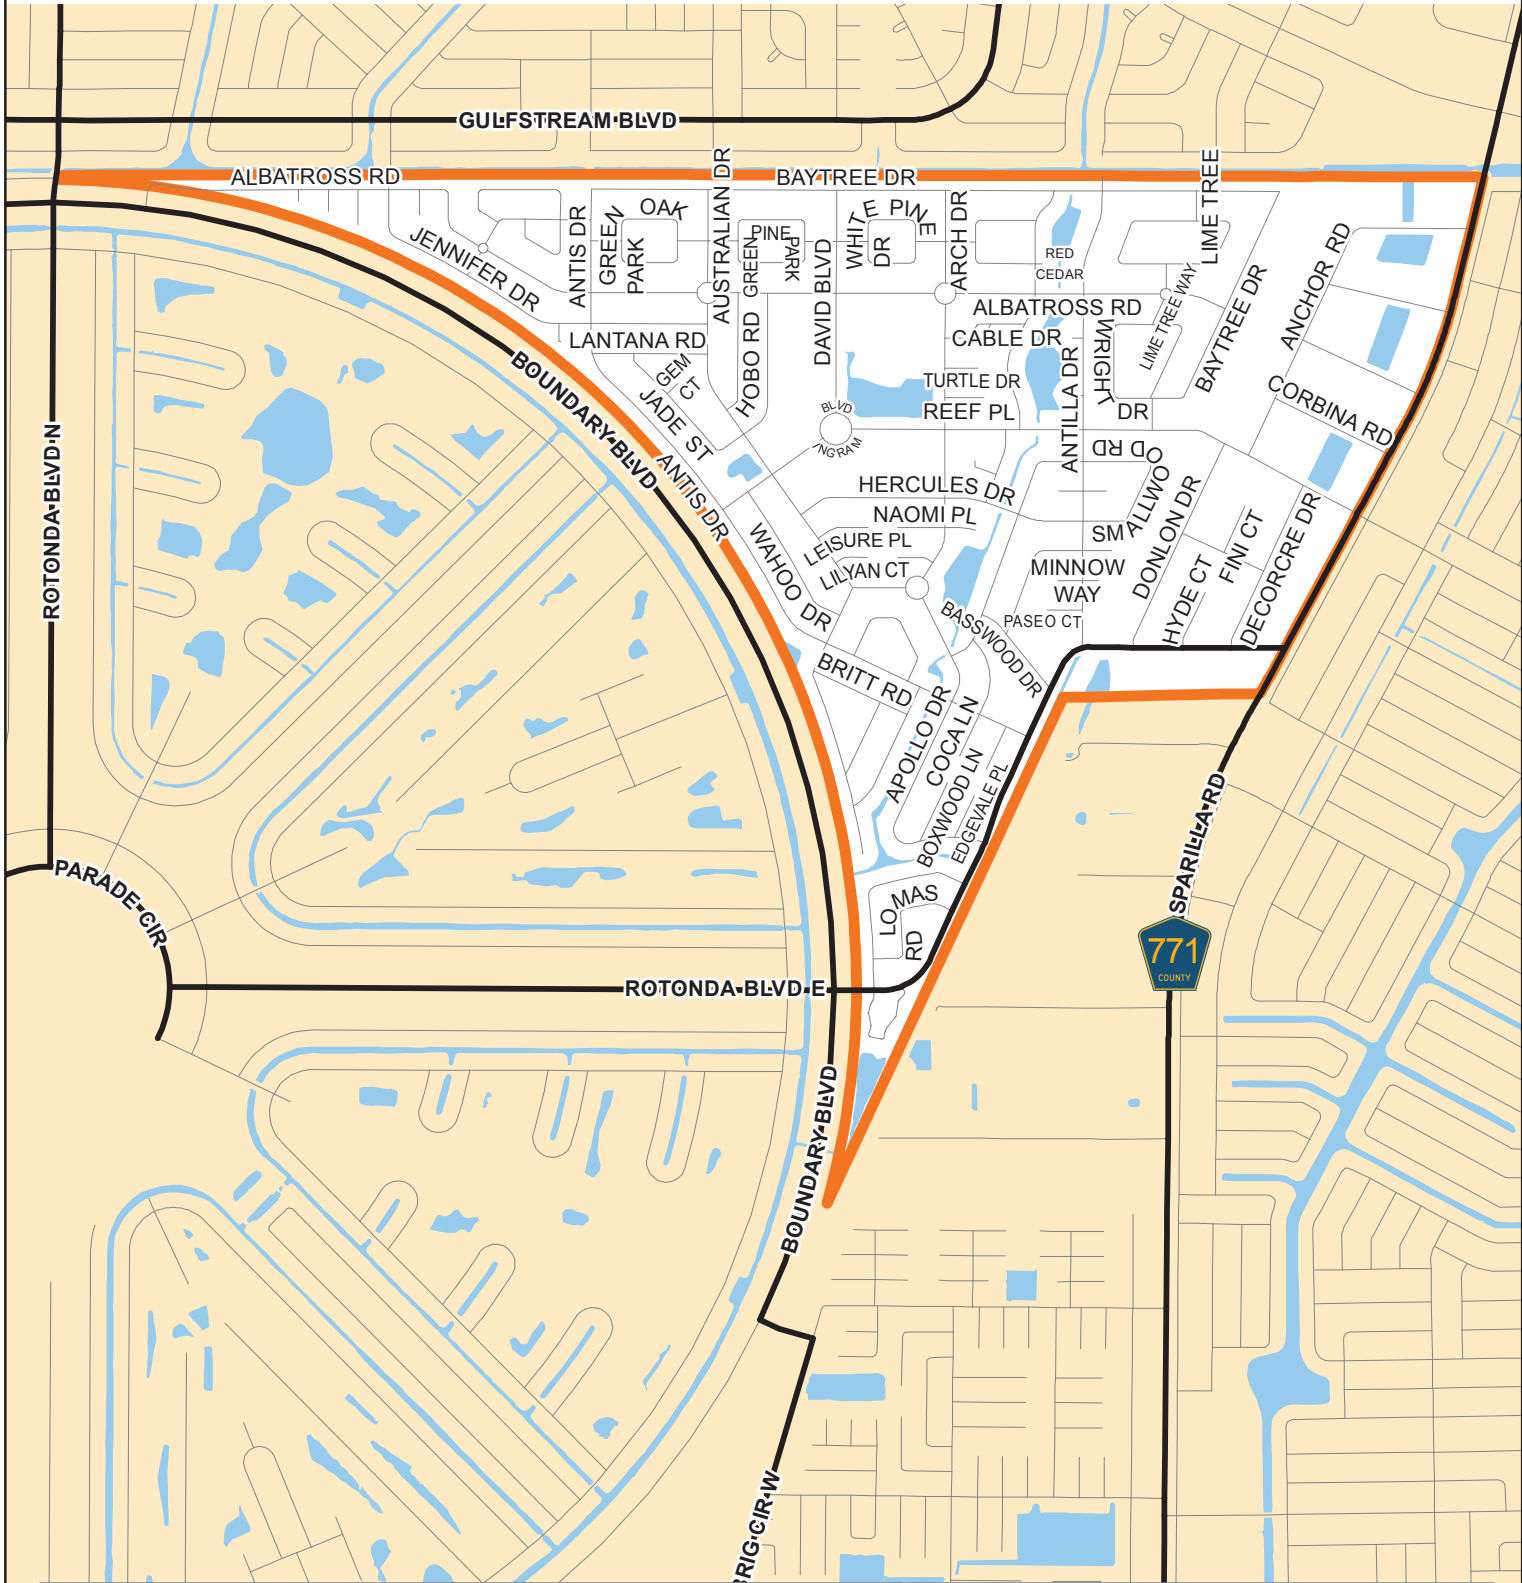 GULFSTREAM BLVD
ALBATROSS RD
BAYTREE DR
AUSTRALIAN DR
LIME TREE
OAK
GREEN
PARK
ANTIS DR
PINE
GREEN
PARK
WHITE PINE
DR
ARCH DR
RED
CEDAR
JENNIFER DR
DAVID BLVD
ANCHOR RD
LIME TREE WAY
BAYTREE DR
ALBATROSS RD
LANTANA RD
HOBO RD
CABLE DR
WRIGHT
DR
LIME TREE WAY
BOUNDARY BLVD
GEM
CT
JADE ST
TURTLE DR
REEF PL
ANTILLA DR
CORBINA RD
BLVD
INGRAM
ROTONDA BLVD N
ANTIS DR
SMALLWOOD RD
HERCULES DR
NAOMI PL
LEISURE PL
LILYAN CT
WAHOO DR
DONLON DR
FINI CT
DECORCRE DR
HYDE CT
MINNOW
WAY
PASEO CT
BASSWOOD DR
BRITT RD
APOLLO DR
COCA LN
BOXWOOD LN
EDGEVALE PL
PARADE CIR
LOMAS
RD
SPARILLA RD
771
COUNTY
ROTONDA BLVD E
BOUNDARY BLVD
RIG CIR W